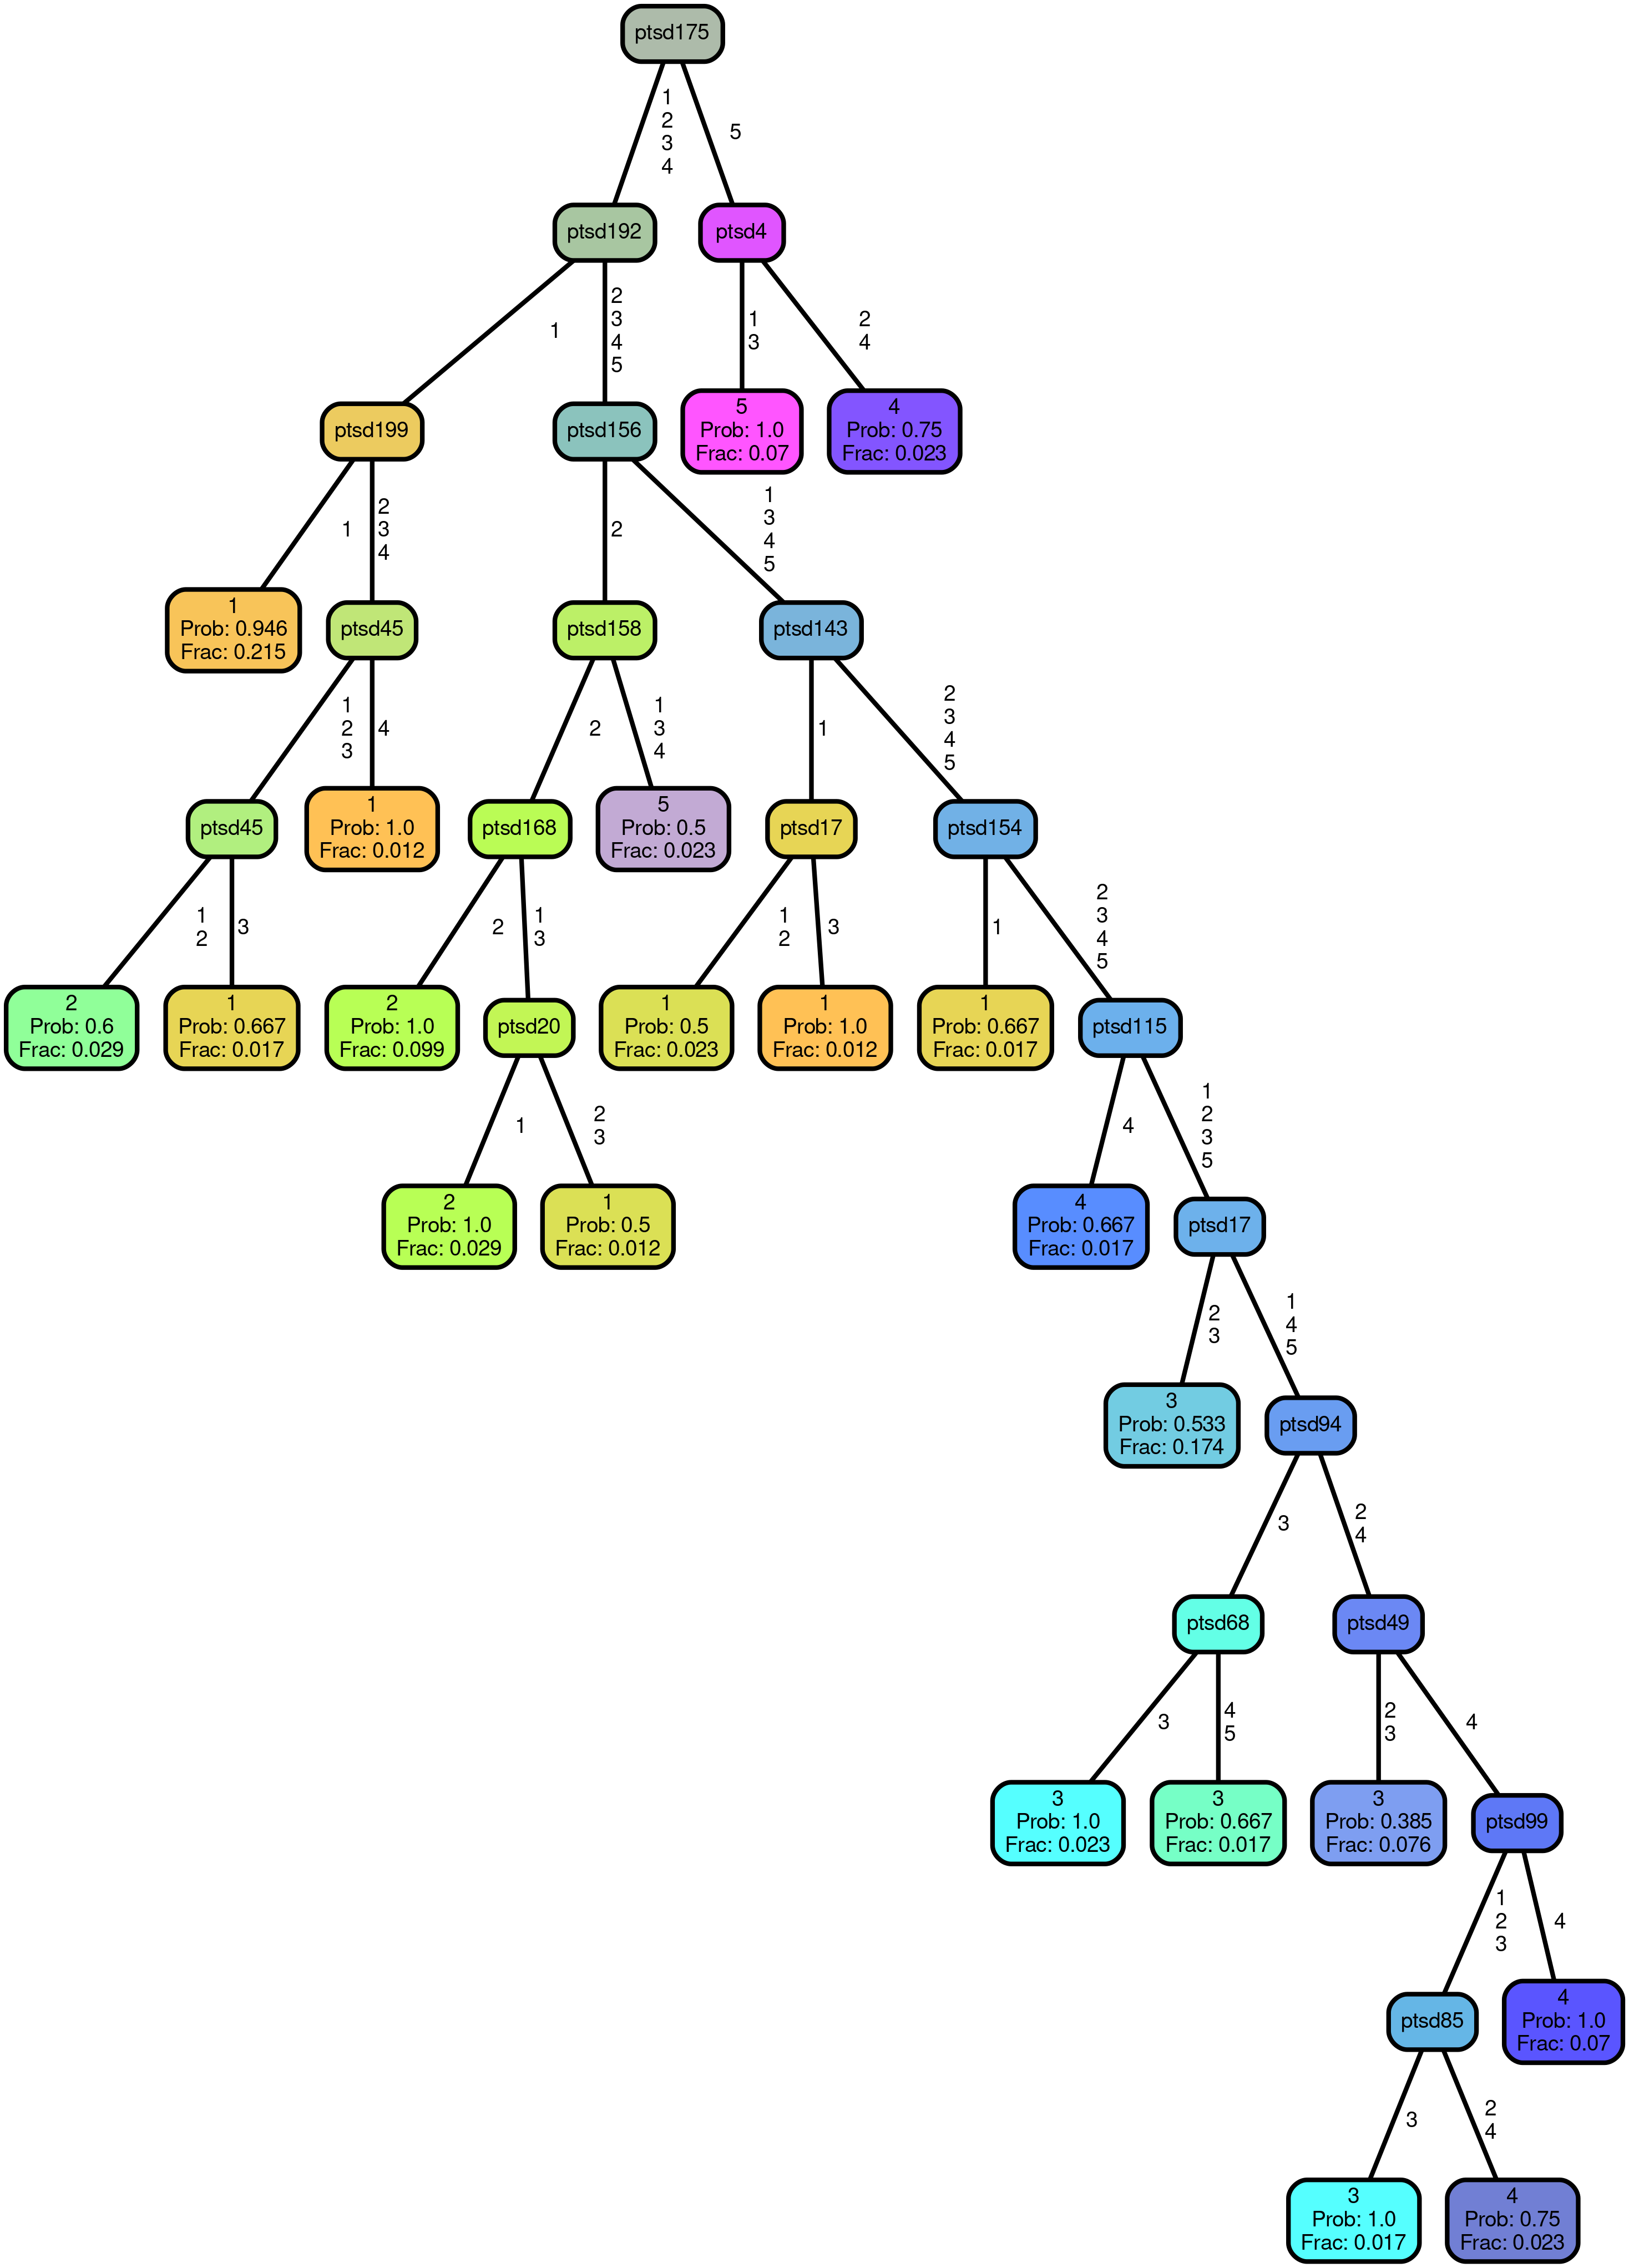 ptsd175
1
2
3
4
5
ptsd192
ptsd4
1
2
3
4
5
1
3
2
4
ptsd199
ptsd156
5
Prob: 1.0
Frac: 0.07
4
Prob: 0.75
Frac: 0.023
1
2
3
4
2
1
3
4
5
1
Prob: 0.946
Frac: 0.215
ptsd45
ptsd158
ptsd143
1
2
3
4
2
1
3
4
1
2
3
4
5
ptsd45
1
Prob: 1.0
Frac: 0.012
ptsd168
5
Prob: 0.5
Frac: 0.023
ptsd17
ptsd154
1
2
3
2
1
3
1
2
3
1
2
3
4
5
2
Prob: 0.6
Frac: 0.029
1
Prob: 0.667
Frac: 0.017
2
Prob: 1.0
Frac: 0.099
ptsd20
1
Prob: 0.5
Frac: 0.023
1
Prob: 1.0
Frac: 0.012
1
Prob: 0.667
Frac: 0.017
ptsd115
1
2
3
4
1
2
3
5
2
Prob: 1.0
Frac: 0.029
1
Prob: 0.5
Frac: 0.012
4
Prob: 0.667
Frac: 0.017
ptsd17
2
3
1
4
5
3
Prob: 0.533
Frac: 0.174
ptsd94
3
2
4
ptsd68
ptsd49
3
4
5
2
3
4
3
Prob: 1.0
Frac: 0.023
3
Prob: 0.667
Frac: 0.017
3
Prob: 0.385
Frac: 0.076
ptsd99
1
2
3
4
ptsd85
4
Prob: 1.0
Frac: 0.07
3
2
4
3
Prob: 1.0
Frac: 0.017
4
Prob: 0.75
Frac: 0.023